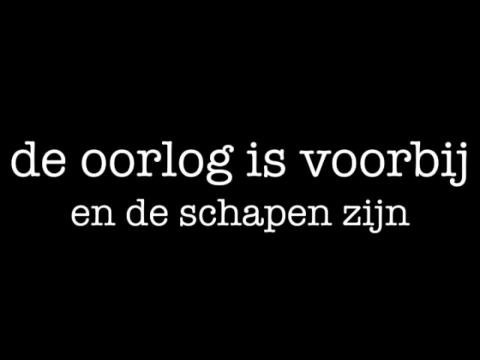 de oorlog is voorbij
en de schapen zijn